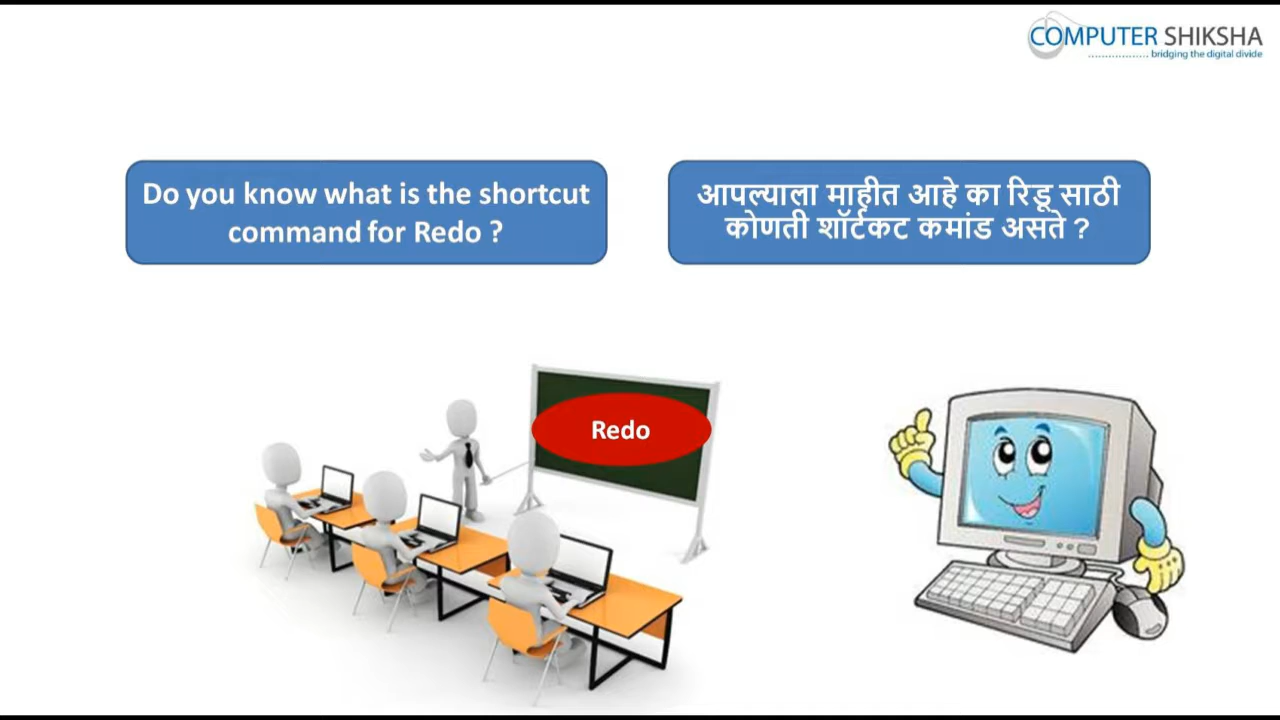 COMPUTER SHIKSHA
bridging the digital divide
Do you know what is the shortcut
command for Redo ?
आपल्याला माहीत आहे का रिडू साठी
कोणती शॉर्टकट कमांड असते ?
Redo